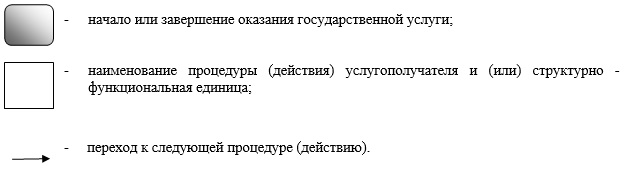 - начало или завершение оказания государственной услуги;
- наименование процедуры (действия) услугополучателя и (или) структурно -
функциональная единица;
- переход к следующей процедуре (действию).